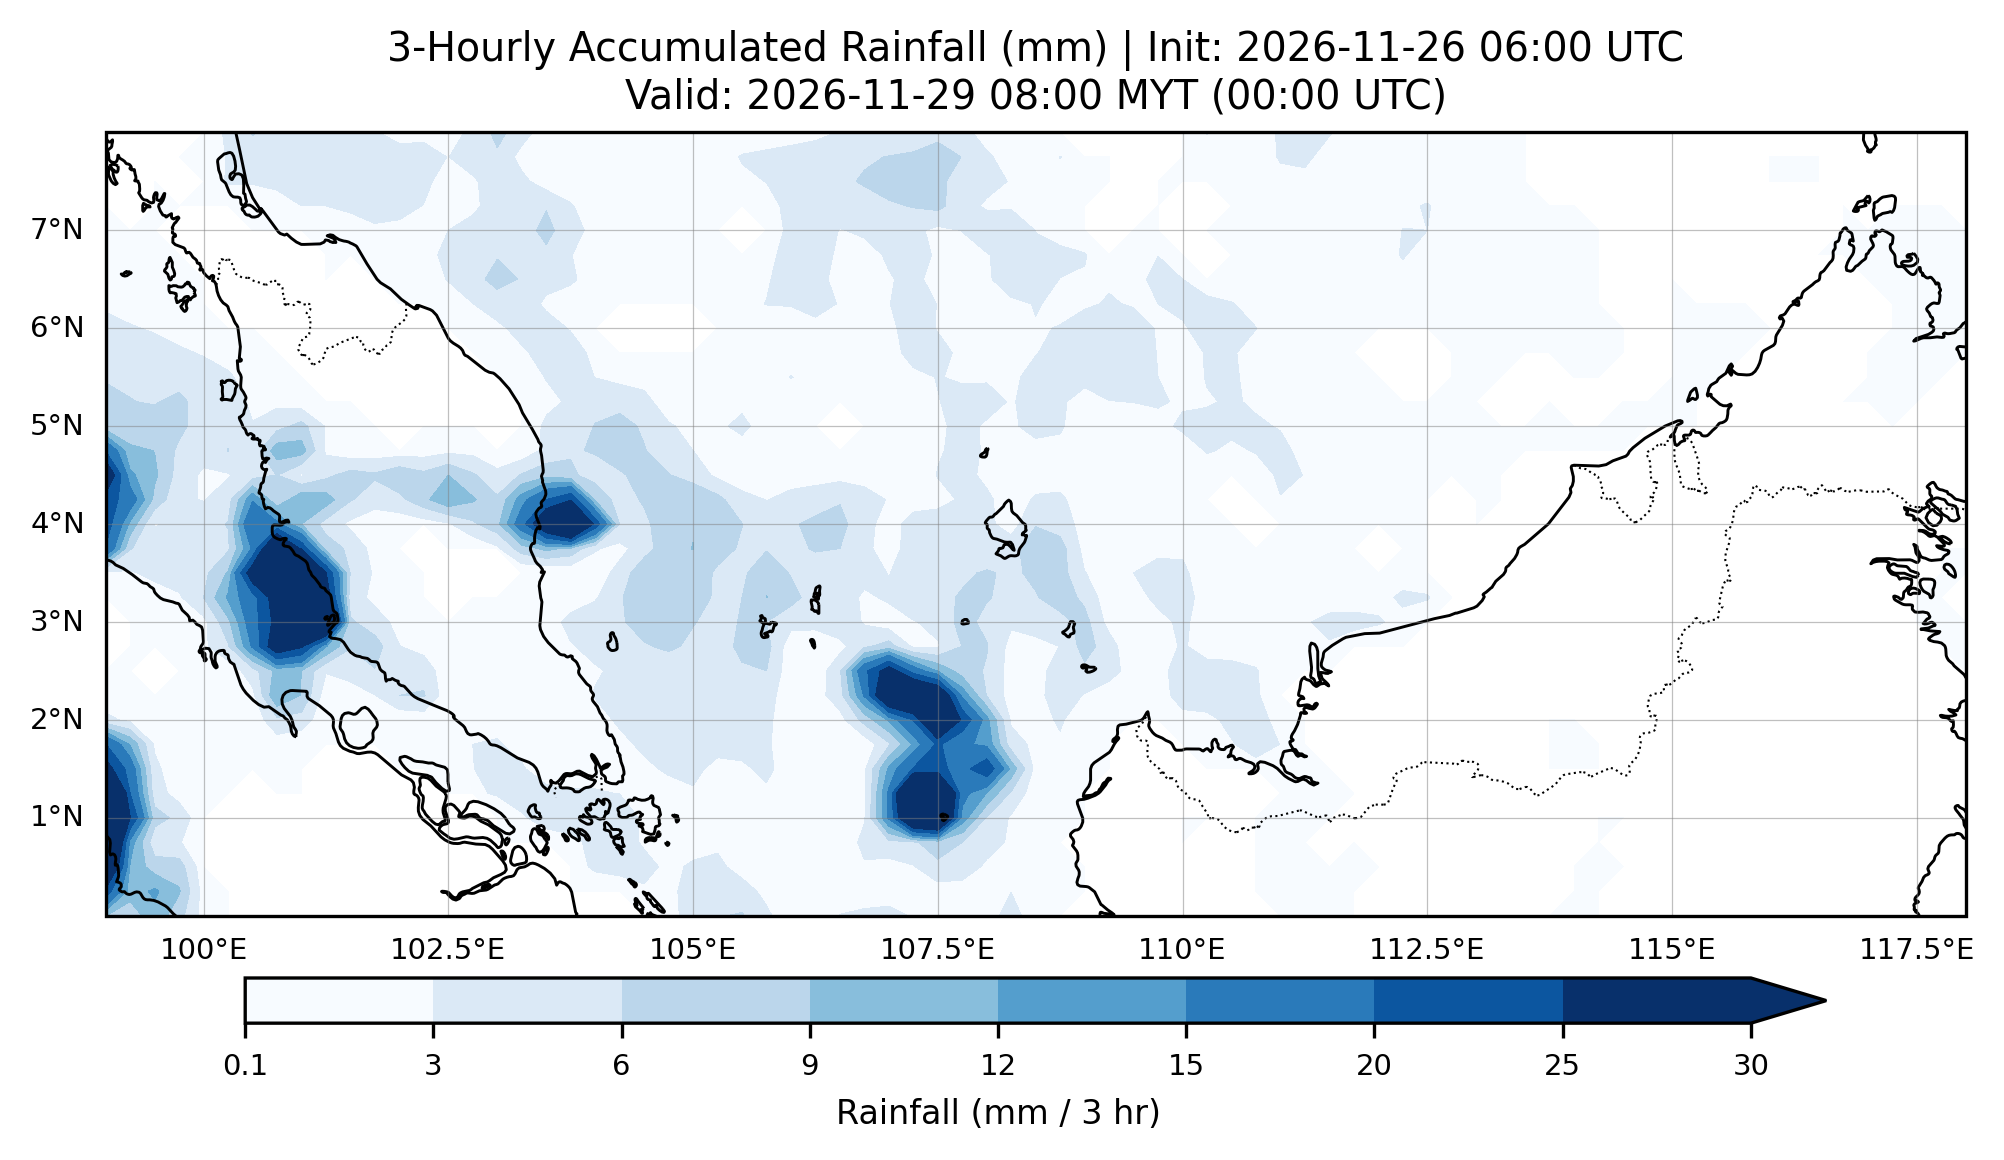 3-Hourly Accumulated Rainfall (mm) | Init: 2026-11-26 06:00 UTC
Valid: 2026-11-29 08:00 MYT (00:00 UTC)
7°N
6°N
5°N
4°N
3°N
2°N
1°N
100°E 102.5°E 105°E 107.5°E 110°E 112.5°E 115°E 117.5°E
0.1 3 6 9 12 15 20 25 30
Rainfall (mm / 3 hr)